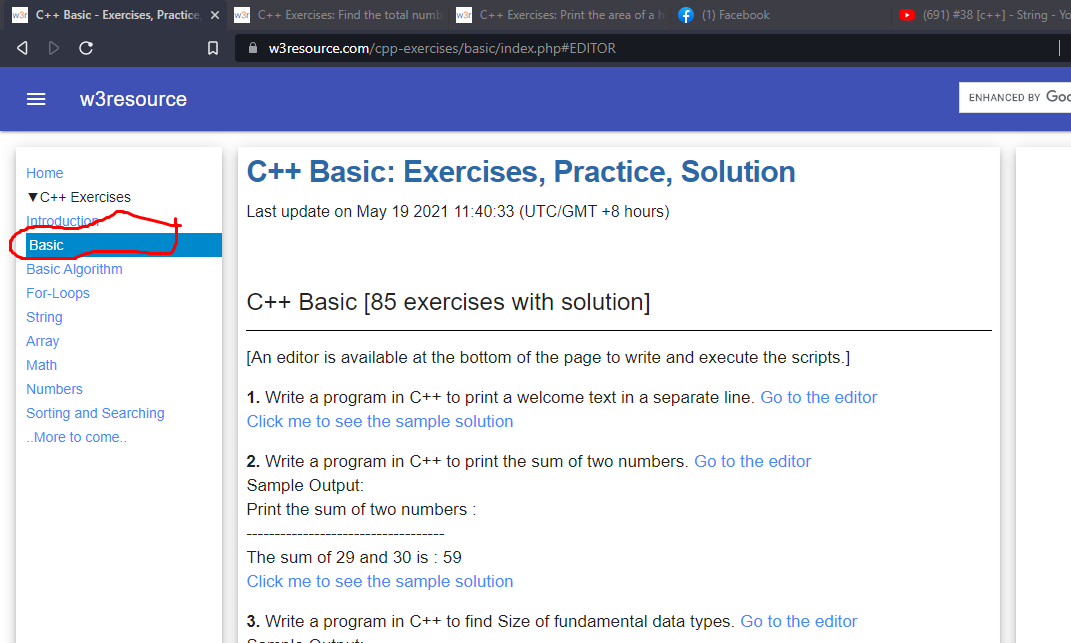 C++ Basic - Exercises, Practice,
C++ Exercises: Find the total numb
C++ Exercises: Print the area of a h
(1) Facebook
(691) #38 [c++] - String - Yo
w3resource.com/cpp-exercises/basic/index.php#EDITOR
w3resource
ENHANCED BY Goo
Home
▼C++ Exercises
Introduction
Basic
Basic Algorithm
For-Loops
String
Array
Math
Numbers
Sorting and Searching
..More to come..
C++ Basic: Exercises, Practice, Solution
Last update on May 19 2021 11:40:33 (UTC/GMT +8 hours)
C++ Basic [85 exercises with solution]
[An editor is available at the bottom of the page to write and execute the scripts.]
1. Write a program in C++ to print a welcome text in a separate line. Go to the editor
Click me to see the sample solution
2. Write a program in C++ to print the sum of two numbers. Go to the editor
Sample Output:
Print the sum of two numbers :
-----------------------------------
The sum of 29 and 30 is : 59
Click me to see the sample solution
3. Write a program in C++ to find Size of fundamental data types. Go to the editor
Sample Output: